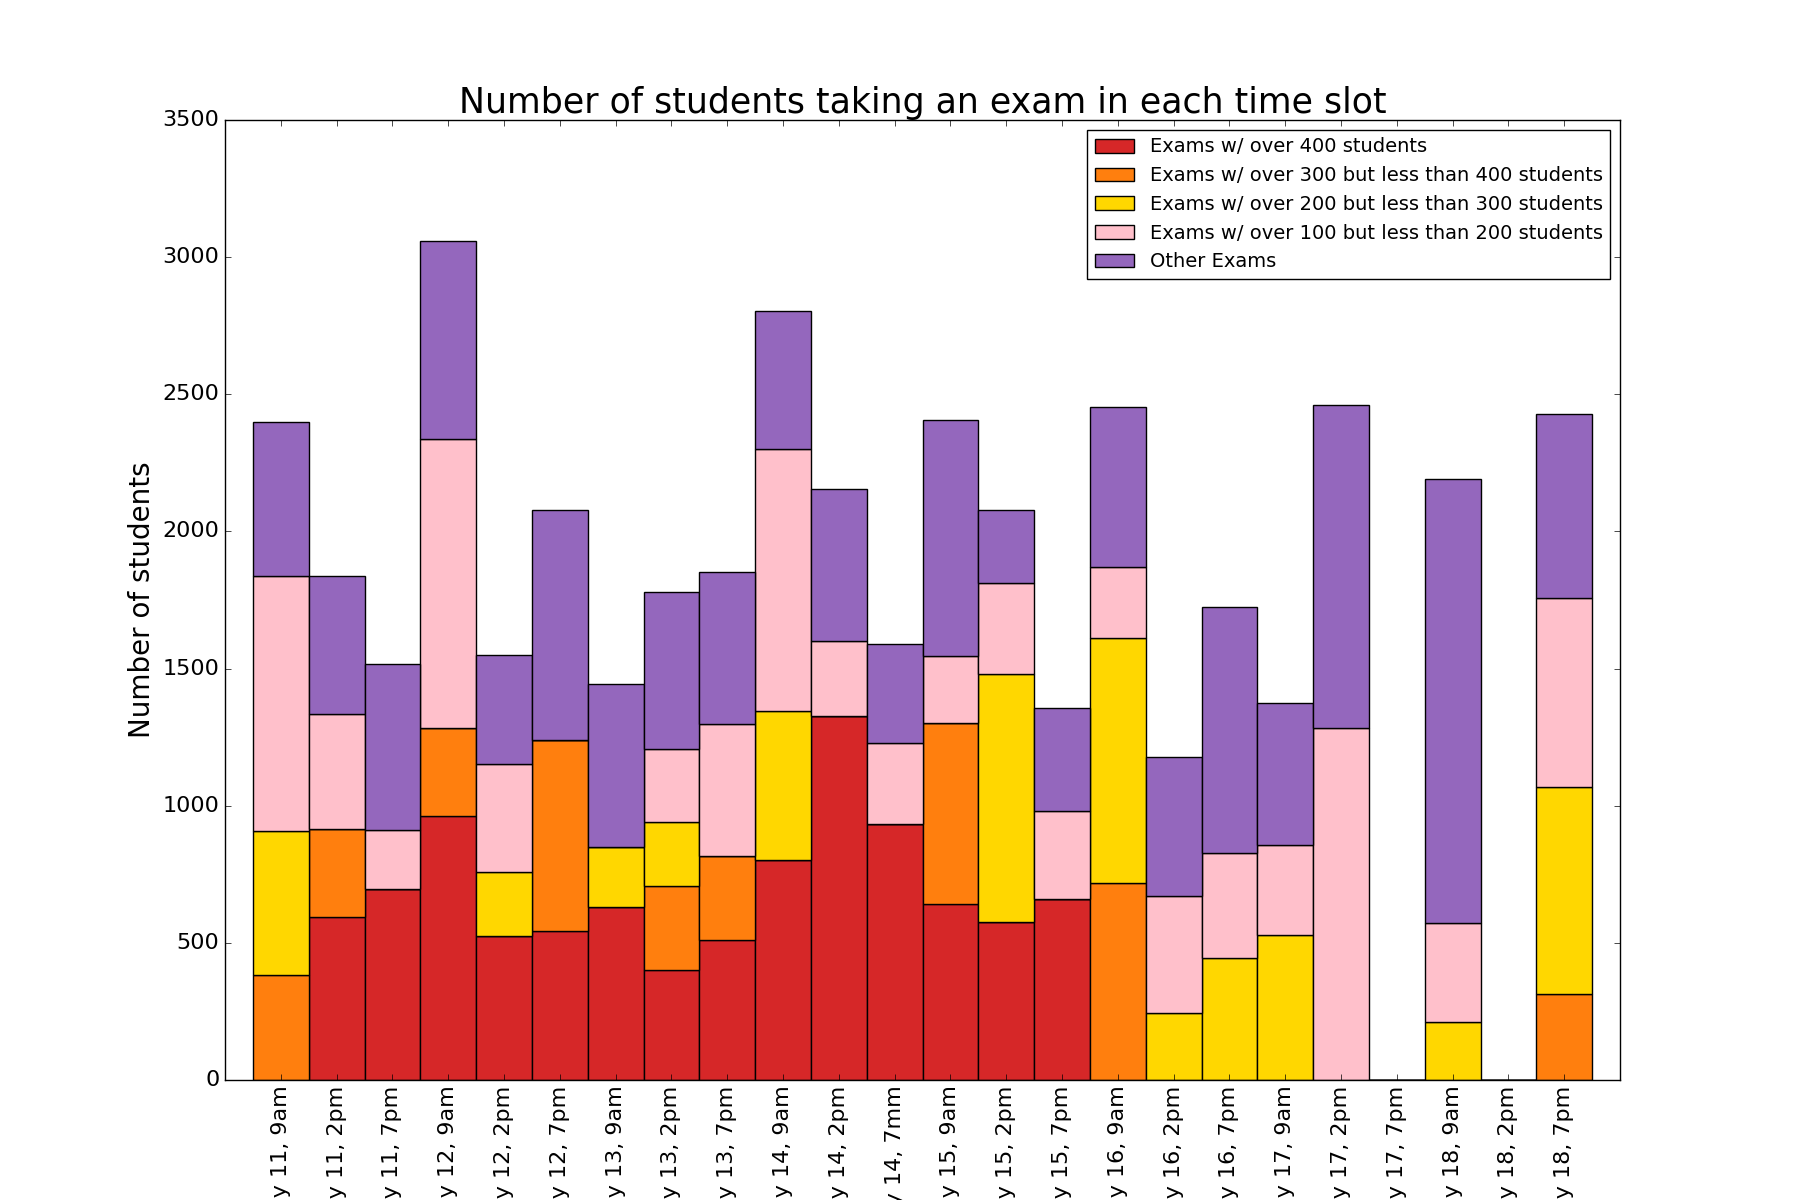 Number of students taking an exam in each time slot
3500
3000
2500
2000
1500
1000
500
0
Number of students
Exams w/ over 400 students
Exams w/ over 300 but less than 400 students
Exams w/ over 200 but less than 300 students
Exams w/ over 100 but less than 200 students
Other Exams
y 11, 9am
y 11, 2pm
y 11, 7pm
y 12, 9am
y 12, 2pm
y 12, 7pm
y 13, 9am
y 13, 2pm
y 13, 7pm
y 14, 9am
y 14, 2pm
y 14, 7mm
y 15, 9am
y 15, 2pm
y 15, 7pm
y 16, 9am
y 16, 2pm
y 16, 7pm
y 17, 9am
y 17, 2pm
y 17, 7pm
y 18, 9am
y 18, 2pm
y 18, 7pm